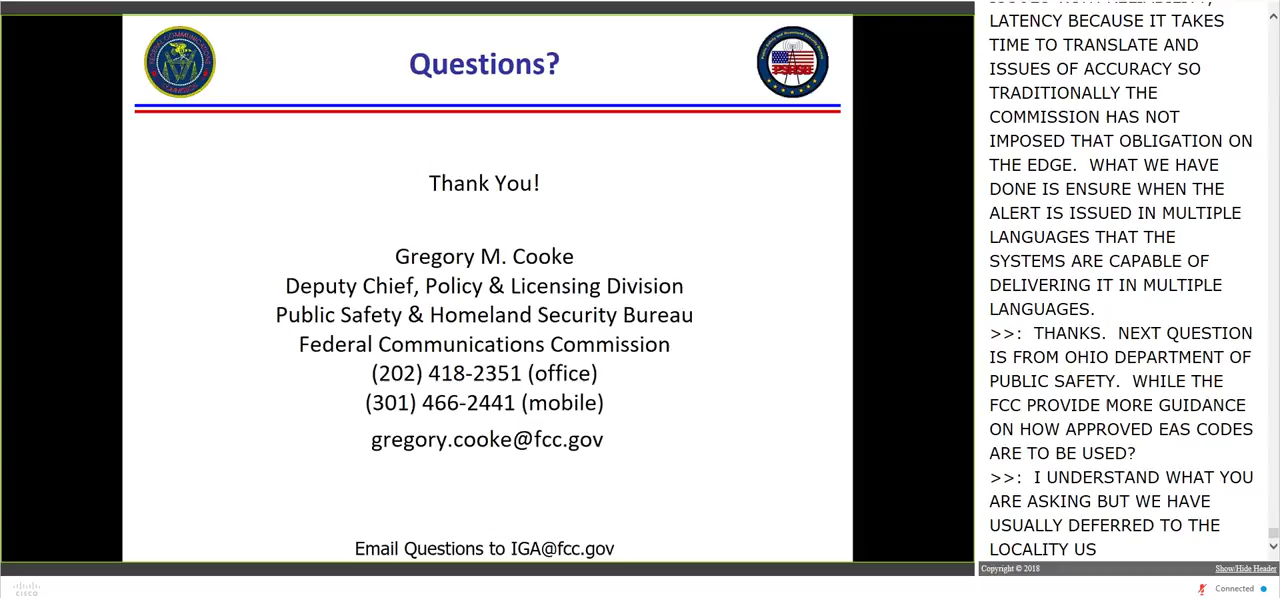 Questions?
Thank You!
Gregory M. Cooke
Deputy Chief, Policy & Licensing Division
Public Safety & Homeland Security Bureau
Federal Communications Commission
(202) 418-2351 (office)
(301) 466-2441 (mobile)
gregory.cooke@fcc.gov
Email Questions to IGA@fcc.gov
LATENCY BECAUSE IT TAKES
TIME TO TRANSLATE AND
ISSUES OF ACCURACY SO
TRADITIONALLY THE
COMMISSION HAS NOT
IMPOSED THAT OBLIGATION ON
THE EDGE. WHAT WE HAVE
DONE IS ENSURE WHEN THE
ALERT IS ISSUED IN MULTIPLE
LANGUAGES THAT THE
SYSTEMS ARE CAPABLE OF
DELIVERING IT IN MULTIPLE
LANGUAGES.
>>: THANKS. NEXT QUESTION
IS FROM OHIO DEPARTMENT OF
PUBLIC SAFETY. WHILE THE
FCC PROVIDE MORE GUIDANCE
ON HOW APPROVED EAS CODES
ARE TO BE USED?
>>: I UNDERSTAND WHAT YOU
ARE ASKING BUT WE HAVE
USUALLY DEFERRED TO THE
LOCALITY US
Copyright © 2018
Show/Hide Header
CISCO
Connected